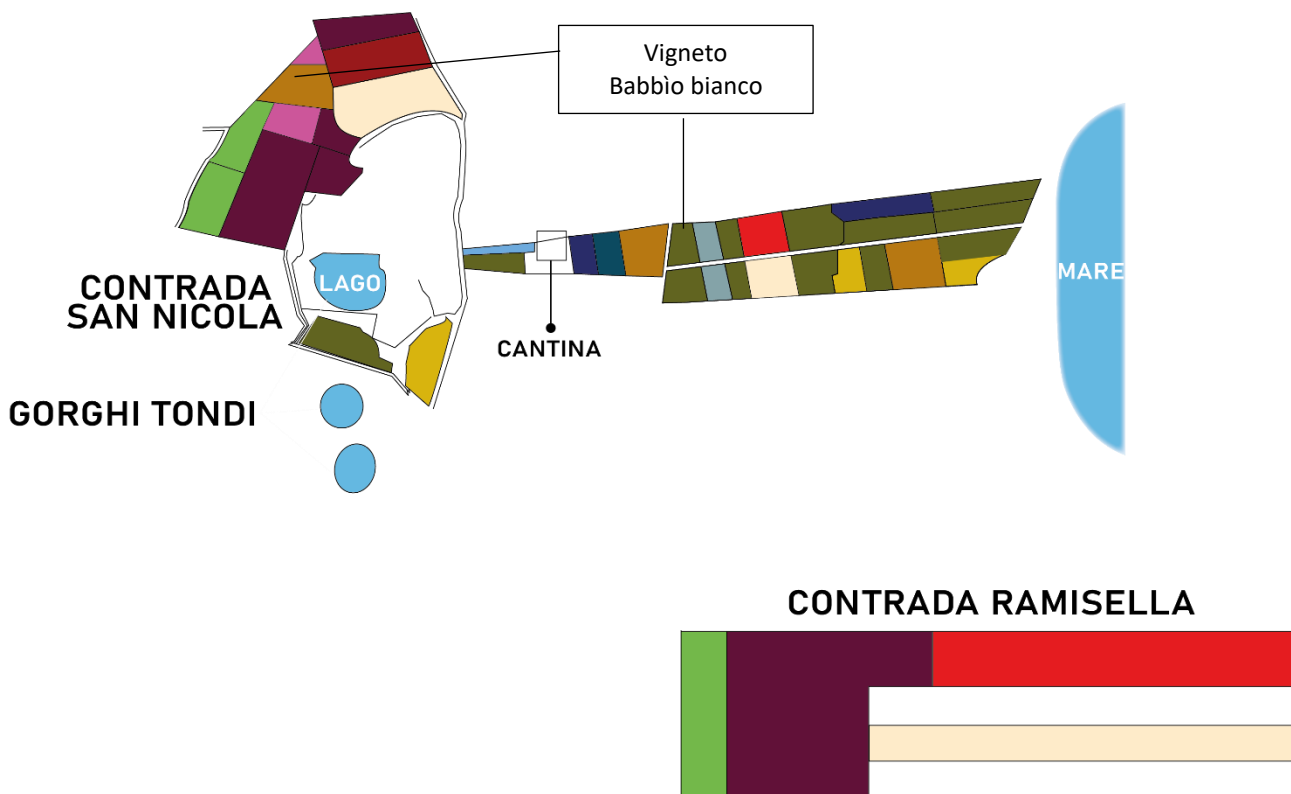 Vigneto
Babbìo bianco
CONTRADA
SAN NICOLA
LAGO
MARE
CANTINA
GORGHI TONDI
CONTRADA RAMISELLA